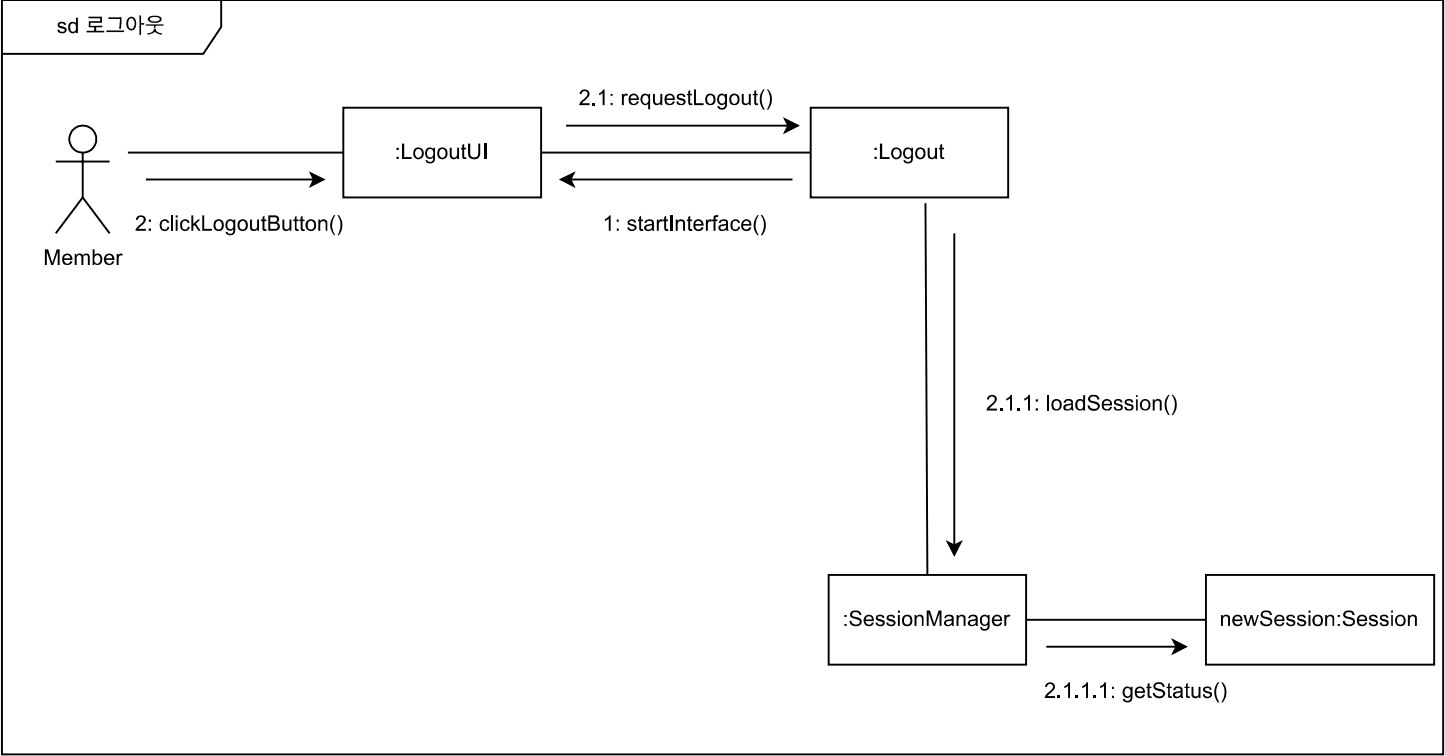 sd 로그아웃
2.1: requestLogout()
:LogoutUI
:Logout
2: clickLogoutButton()
1: startInterface()
Member
2.1.1: loadSession()
:SessionManager
newSession:Session
2.1.1.1: getStatus()